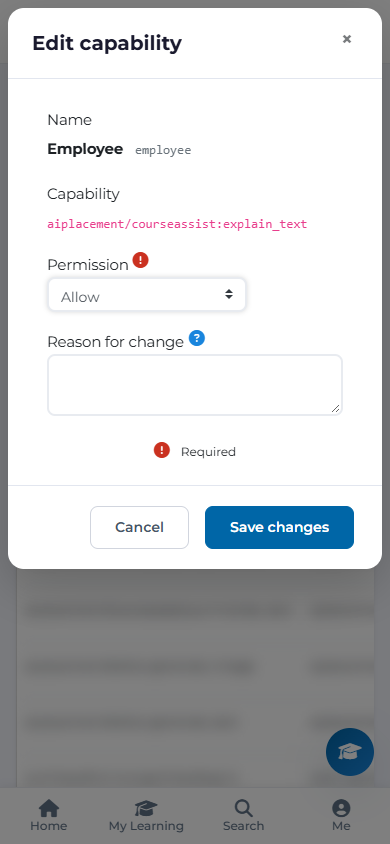 Edit capability
×
Name
Employee employee
Capability
aiplacement/courseassist:explain_text
Permission
Allow
Reason for change
Required
Cancel
Save changes
Home
My Learning
Search
Me